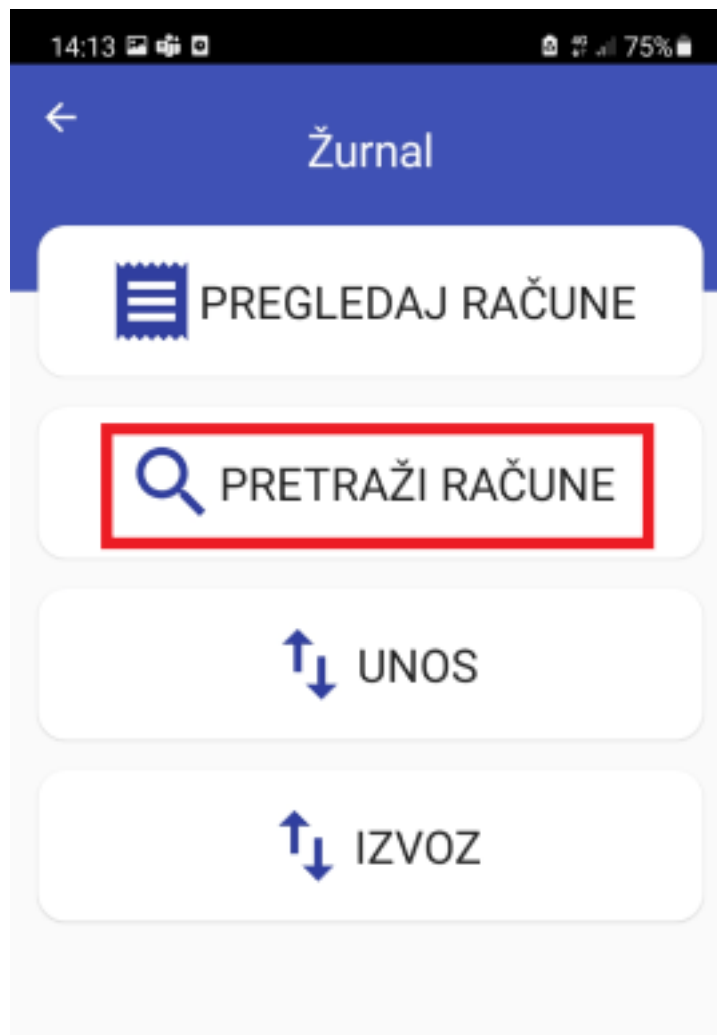 14:13 75%
Žurnal
PREGLEDAJ RAČUNE
PRETRAŽI RAČUNE
UNOS
IZVOZ